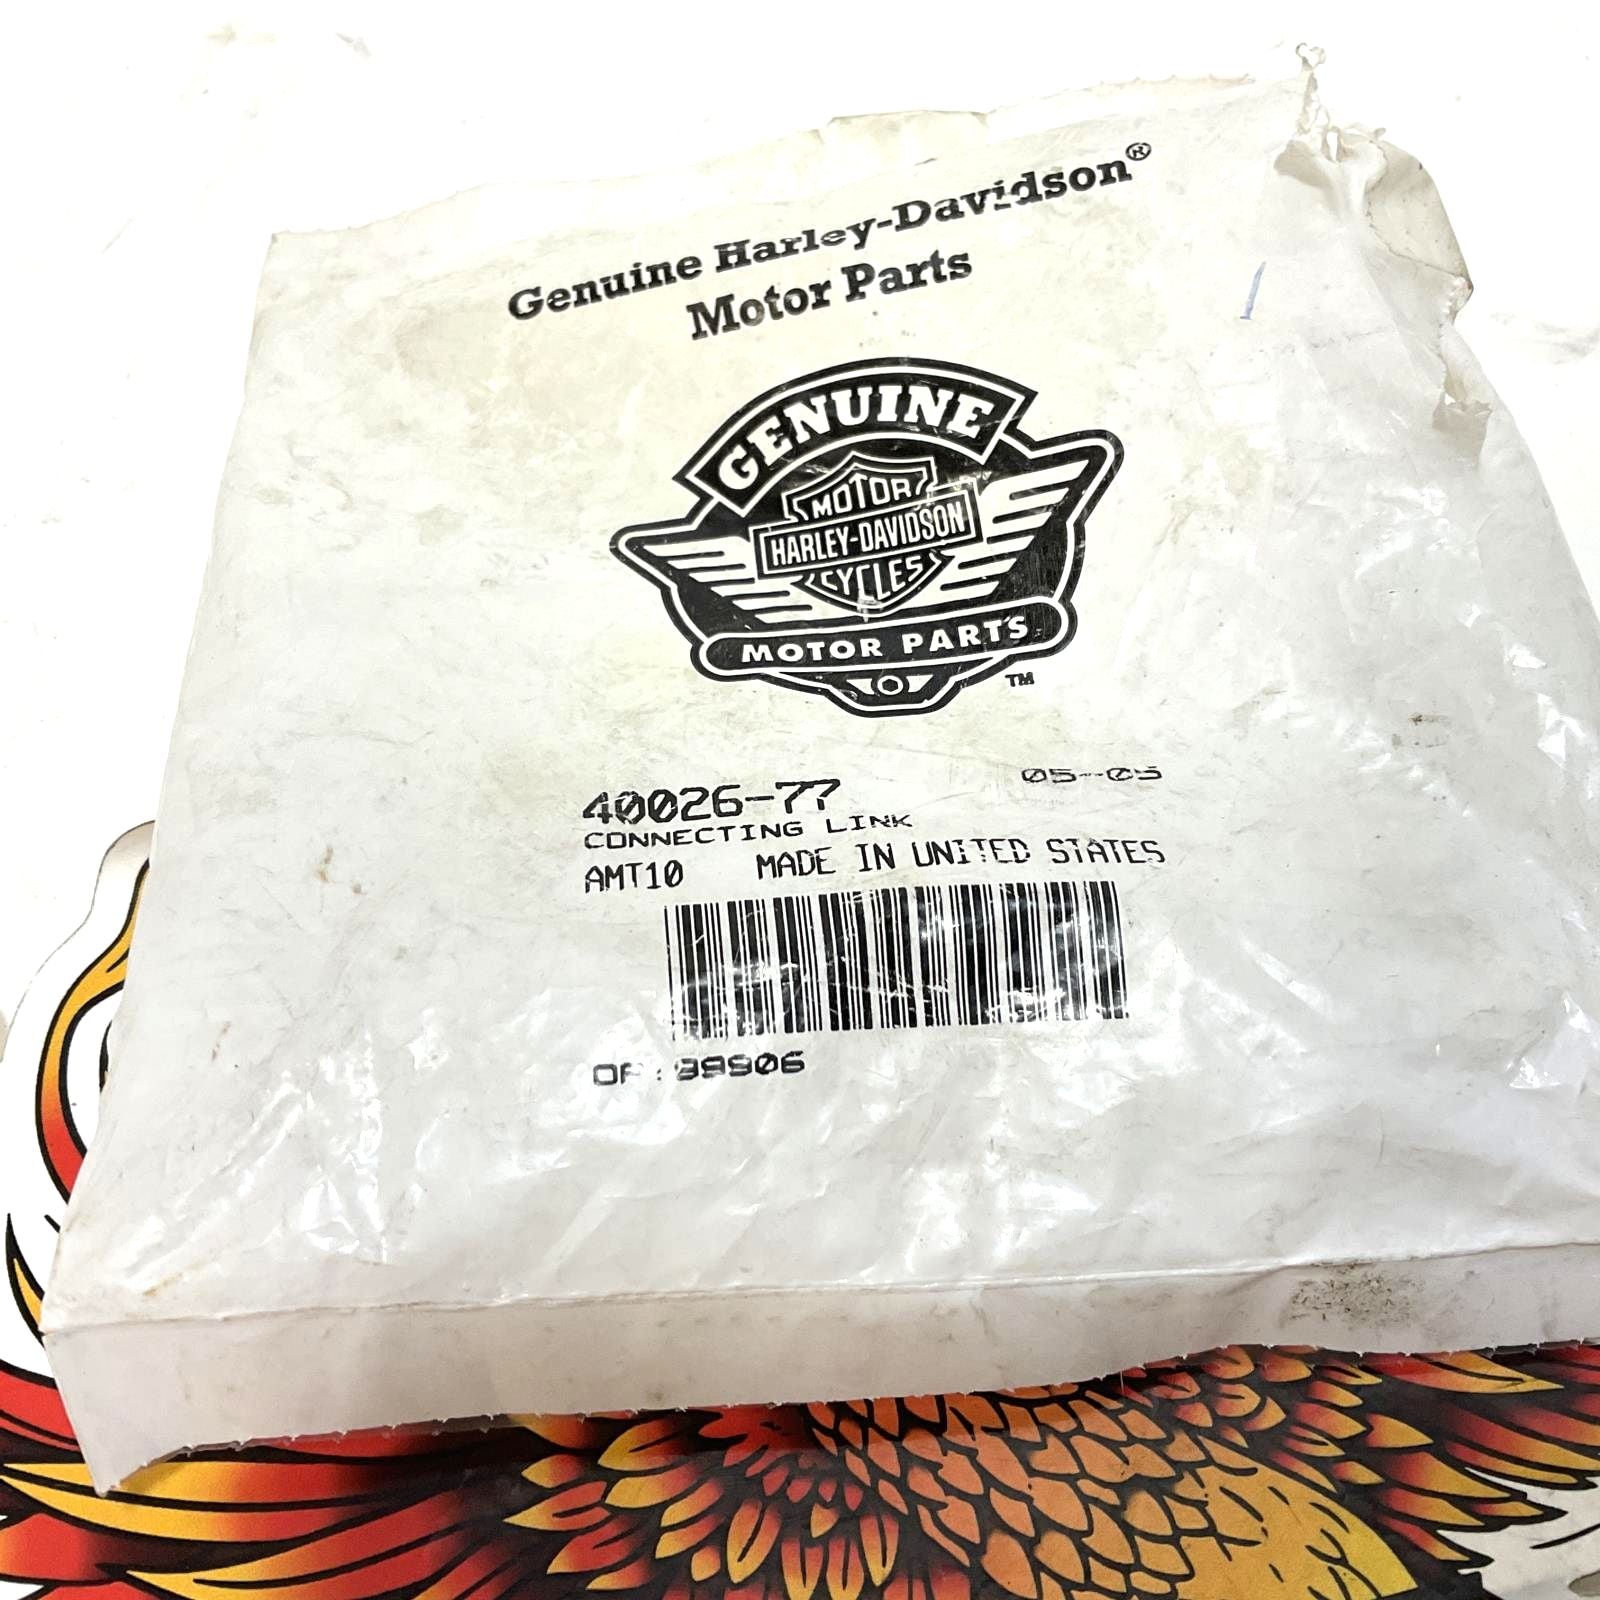 Genuine Harley-Davidson®
Motor Parts
GENUINE
MOTOR
HARLEY-DAVIDSON
CYCLES
MOTOR PARTS
TM
40026-77 05-05
CONNECTING LINK
AMT10 MADE IN UNITED STATES
99906